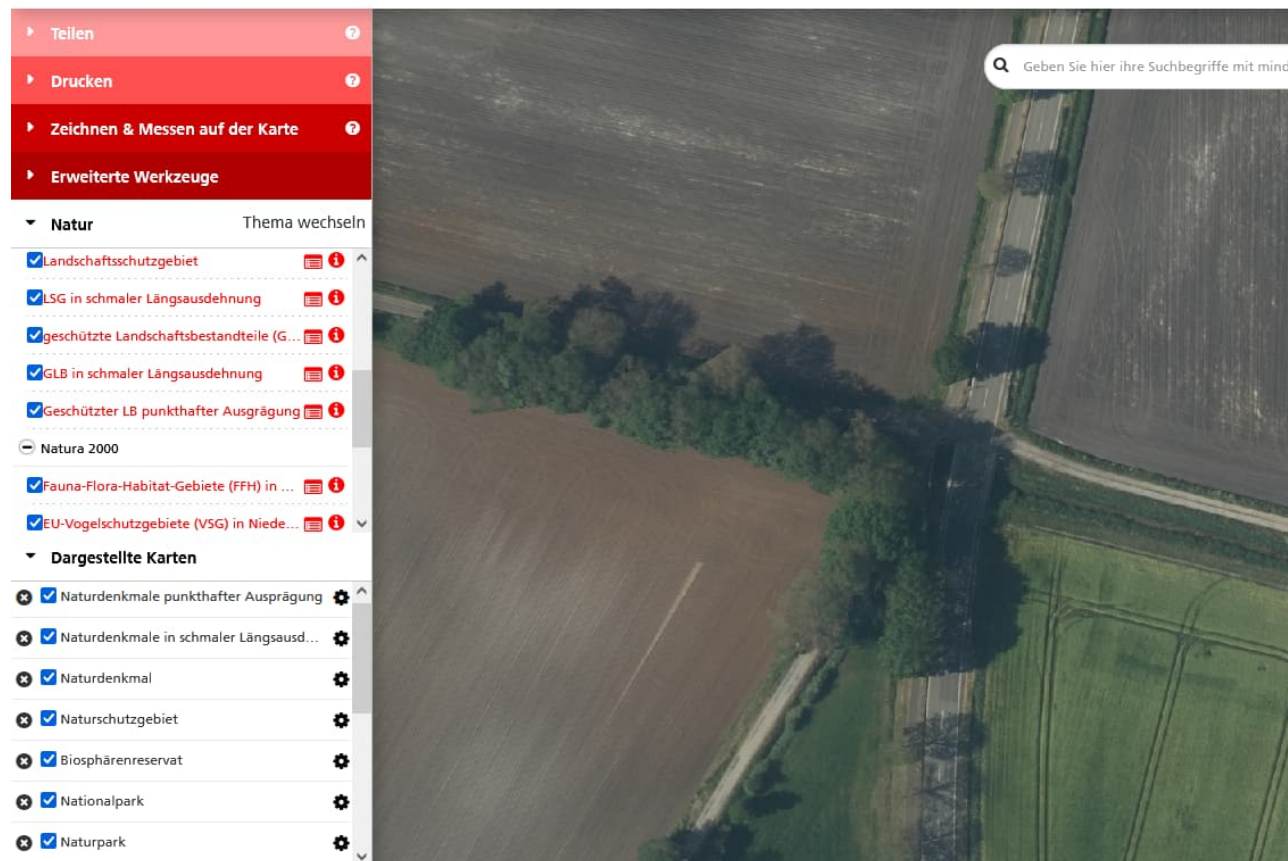 Teilen
Drucken
Zeichnen & Messen auf der Karte
Erweiterte Werkzeuge
Natur Thema wechseln
Landschaftsschutzgebiet
LSG in schmaler Längsausdehnung
geschützte Landschaftsbestandteile (G...
GLB in schmaler Längsausdehnung
Geschützter LB punkthafter Ausgrägung
Natura 2000
Fauna-Flora-Habitat-Gebiete (FFH) in ...
EU-Vogelschutzgebiete (VSG) in Niede...
Dargestellte Karten
Naturdenkmale punkthafter Ausprägung
Naturdenkmale in schmaler Längsausd...
Naturdenkmal
Naturschutzgebiet
Biosphärenreservat
Nationalpark
Naturpark
Geben Sie hier ihre Suchbegriffe mit mind